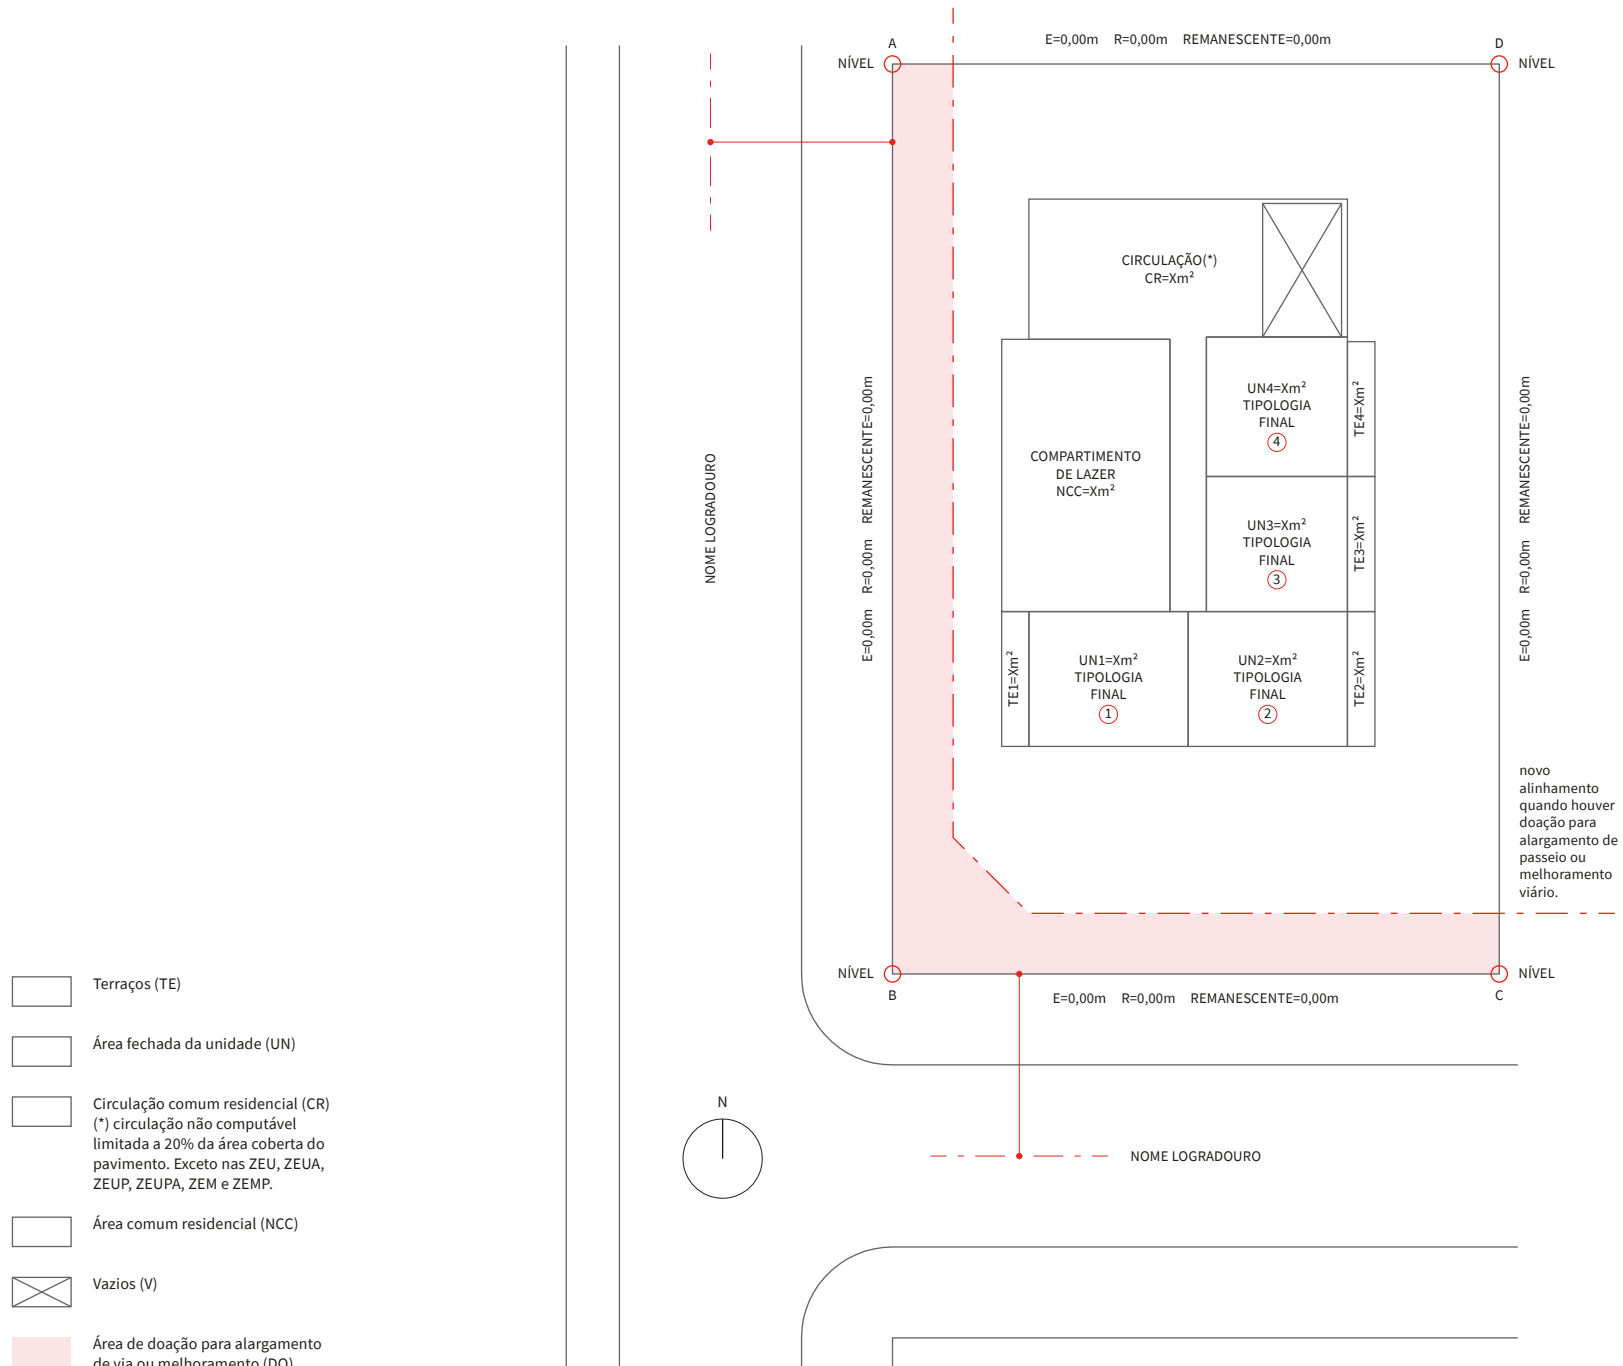 A
E=0,00m R=0,00m REMANESCENTE=0,00m
D
NÍVEL
NÍVEL
CIRCULAÇÃO(*)
CR=Xm²
E=0,00m R=0,00m REMANESCENTE=0,00m
NOME LOGRADOURO
COMPARTIMENTO
DE LAZER
NCC=Xm²
UN4=Xm²
TIPOLOGIA
FINAL
4
TE4=Xm²
UN3=Xm²
TIPOLOGIA
FINAL
3
TE3=Xm²
E=0,00m R=0,00m REMANESCENTE=0,00m
TE1=Xm²
UN1=Xm²
TIPOLOGIA
FINAL
1
UN2=Xm²
TIPOLOGIA
FINAL
2
TE2=Xm²
novo
alinhamento
quando houver
doação para
alargamento de
passeio ou
melhoramento
viário.
NÍVEL
NÍVEL
B
E=0,00m R=0,00m REMANESCENTE=0,00m
C
N
NOME LOGRADOURO
Terraços (TE)
Área fechada da unidade (UN)
Circulação comum residencial (CR)
(*) circulação não computável
limitada a 20% da área coberta do
pavimento. Exceto nas ZEU, ZEUA,
ZEUP, ZEUPA, ZEM e ZEMP.
Área comum residencial (NCC)
Vazios (V)
Área de doação para alargamento
de via ou melhoramento (DO)